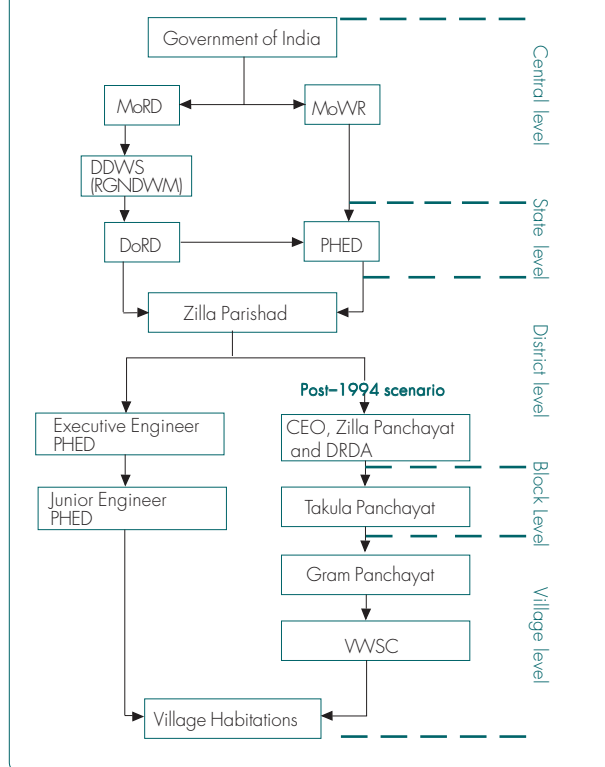 Government of India
MoRD
MoWR
DDWS
(RGNDWM)
DoRD
PHED
Zilla Parishad
Post–1994 scenario
Executive Engineer
PHED
CEO, Zilla Panchayat
and DRDA
Junior Engineer
PHED
Takula Panchayat
Gram Panchayat
VWSC
Village Habitations
Central level
State level
District level
Block Level
Village level